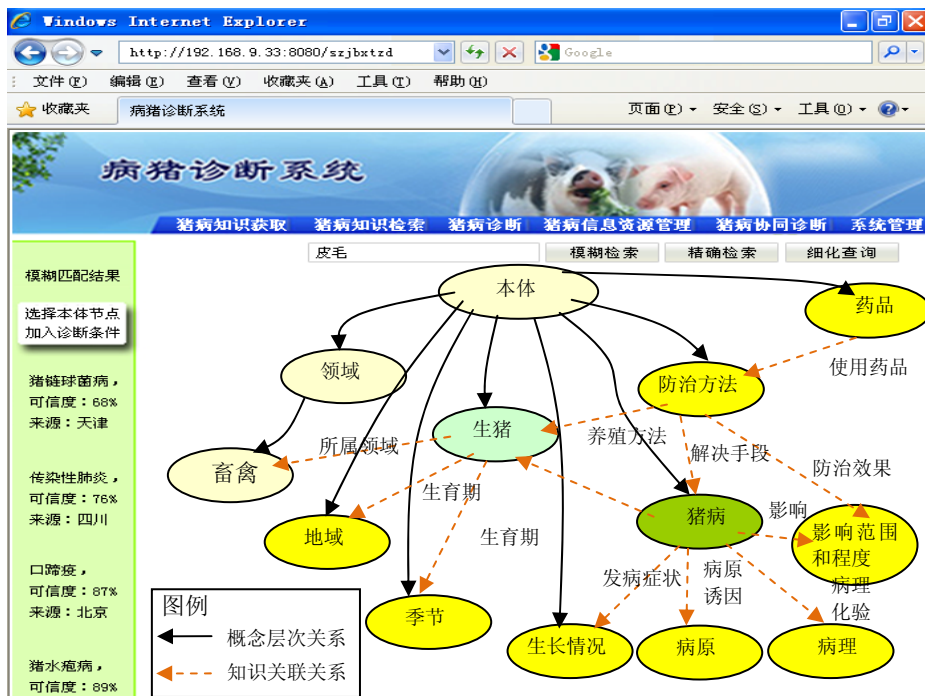 Windows Internet Explorer
http://192.168.9.33:8080/szjbxtzd
Google
文件(F) 编辑(E) 查看(V) 收藏夹(A) 工具(T) 帮助(H)
收藏夹 病猪诊断系统 页面(P) 安全(S) 工具(O)
病猪诊断系统
猪病知识获取 猪病知识检索 猪病诊断 猪病信息资源管理 猪病协同诊断 系统管理
皮毛 模糊检索 精确检索 细化查询
模糊匹配结果
选择本体节点
加入诊断条件
猪链球菌病，
可信度：68%
来源：天津
传染性肺炎，
可信度：76%
来源：四川
口蹄疫，
可信度：87%
来源：北京
猪水疱病，
可信度：89%
本体
药品
使用药品
领域
防治方法
生猪
养殖方法
所属领域
解决手段
畜禽
防治效果
生育期
猪病
影响
地域
生育期
影响范围
和程度
发病症状
病原
诱因
病理
化验
季节
生长情况
病原
病理
图例
概念层次关系
知识关联关系